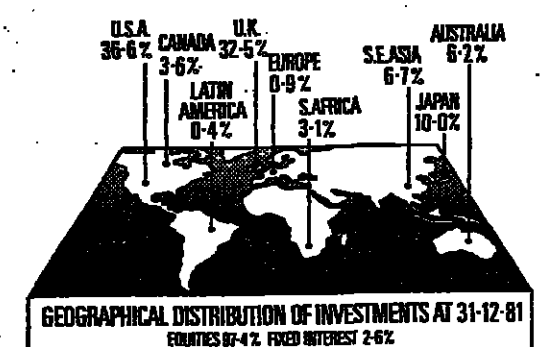 U.S.A.
36·6%
CANADA
3·6%
U.K.
32·5%
EUROPE
0·9%
LATIN
AMERICA
0·4%
S.AFRICA
3·1%
S.E.ASIA
6·7%
AUSTRALIA
6·2%
JAPAN
10·0%
GEOGRAPHICAL DISTRIBUTION OF INVESTMENTS AT 31·12·81
EQUITIES 97·4% FIXED INTEREST 2·6%